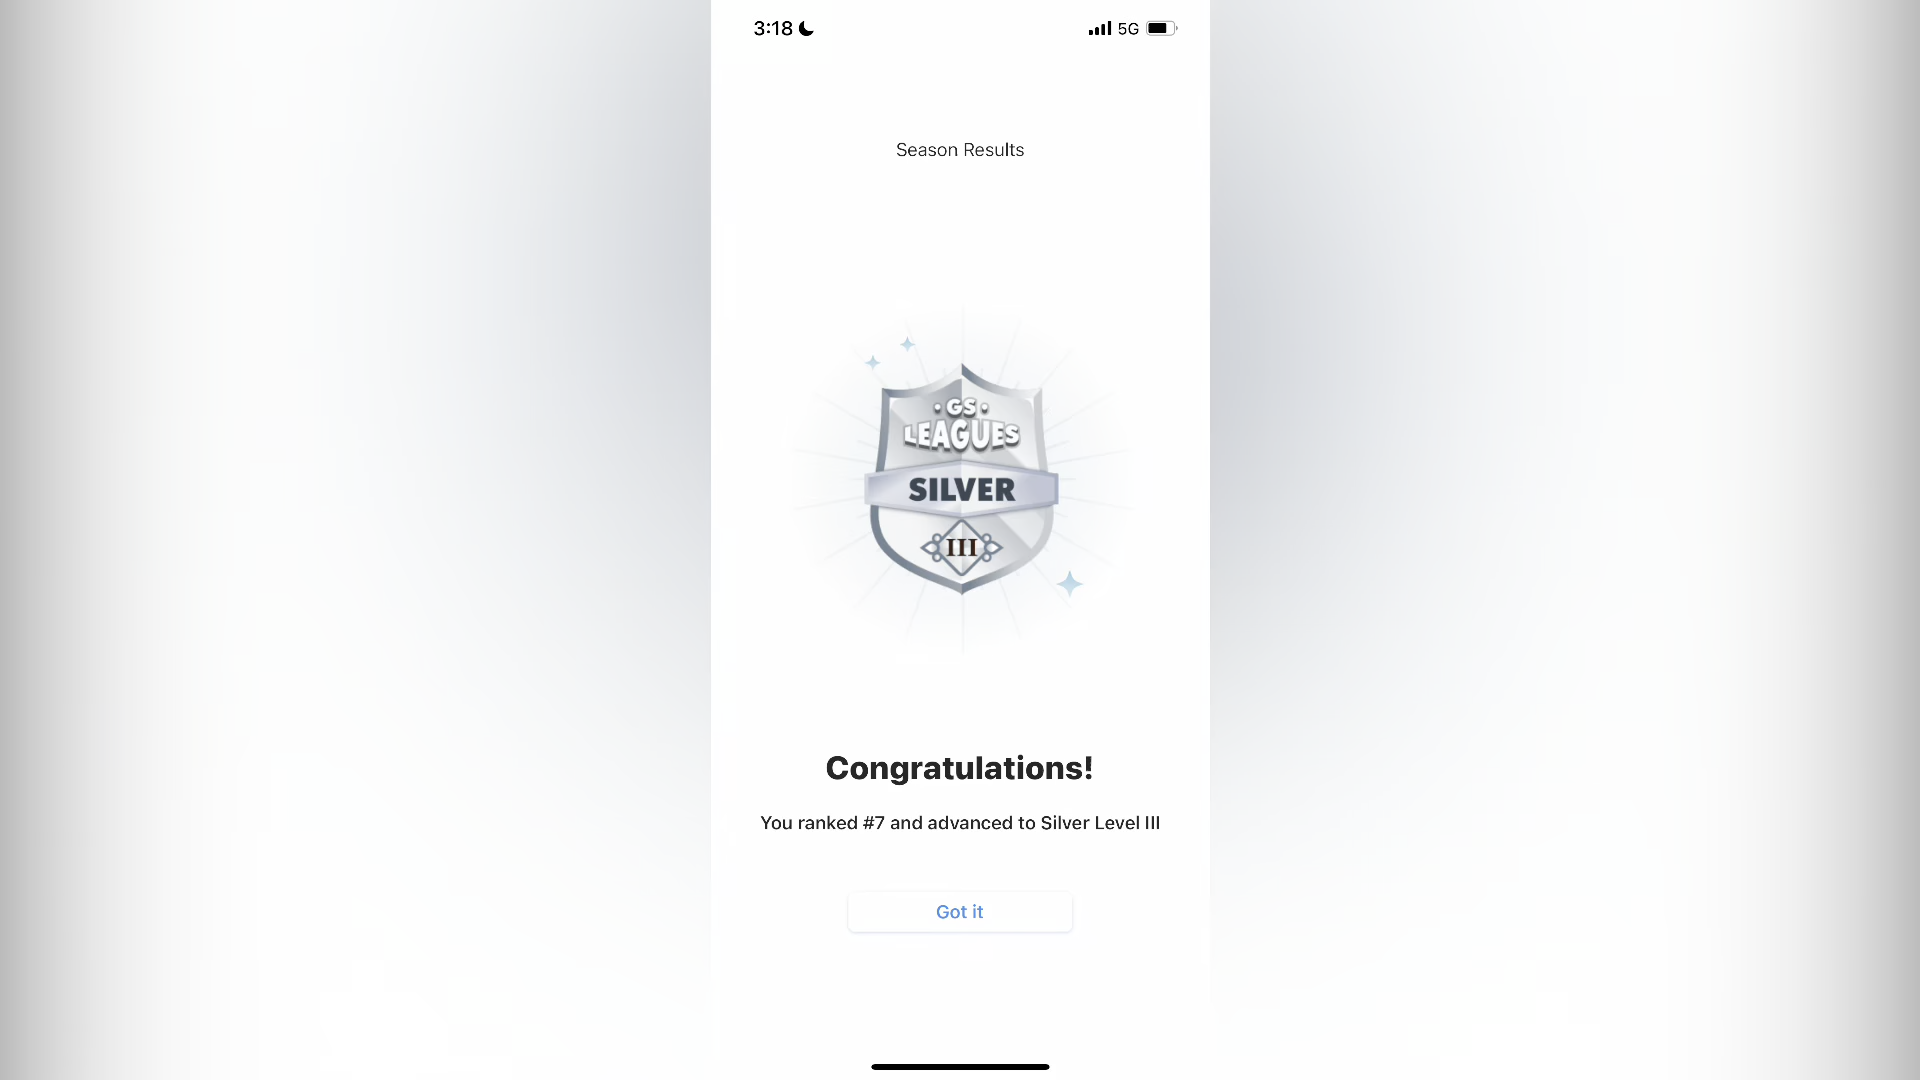 3:18 5G
Season Results
GS
LEAGUES
SILVER
III
Congratulations!
You ranked #7 and advanced to Silver Level III
Got it